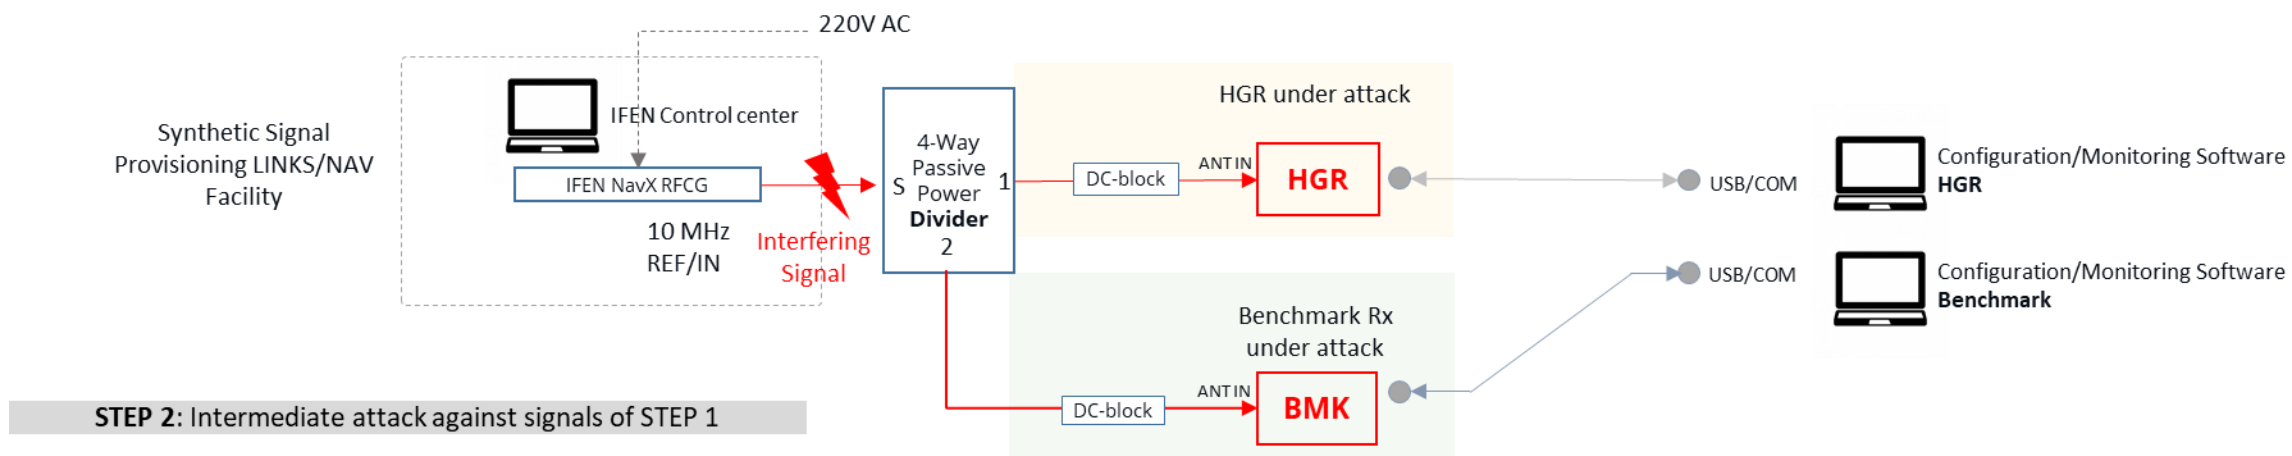 220V AC
Synthetic Signal
Provisioning LINKS/NAV
Facility
IFEN Control center
IFEN NavX RFCG
10 MHz
REF/IN
Interfering
Signal
4-Way
Passive
Power
Divider
S
1
2
HGR under attack
DC-block
ANT IN
HGR
USB/COM
Configuration/Monitoring Software
HGR
Benchmark Rx
under attack
DC-block
ANT IN
BMK
USB/COM
Configuration/Monitoring Software
Benchmark
STEP 2: Intermediate attack against signals of STEP 1